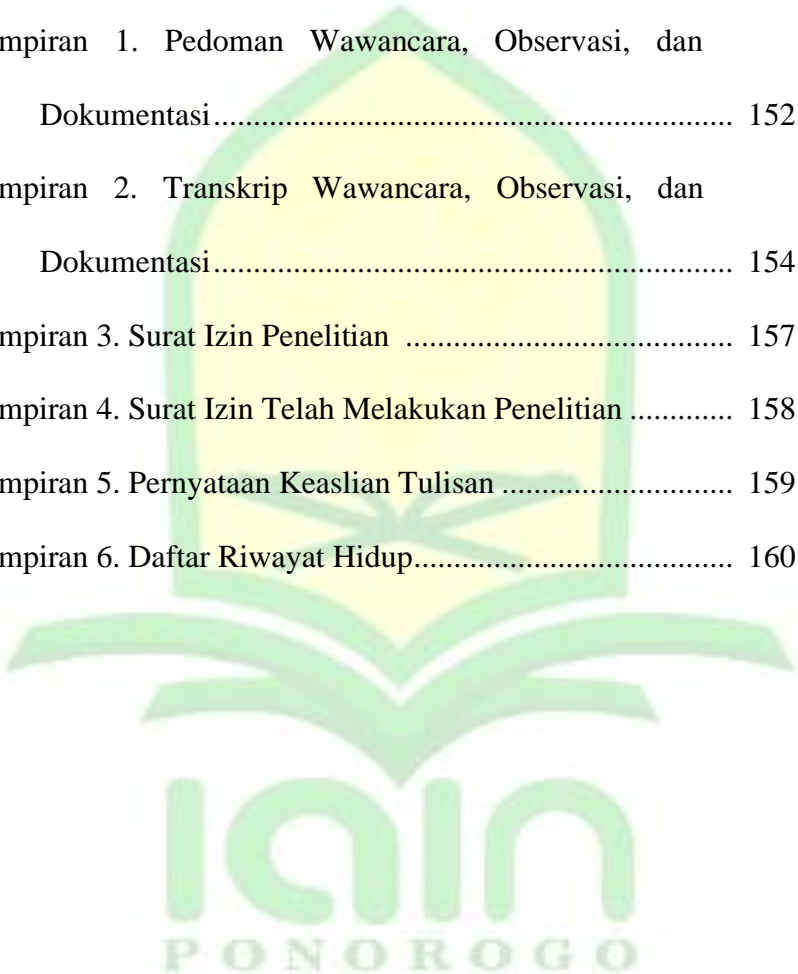 mpiran 1. Pedoman Wawancara, Observasi, dan
Dokumentasi................................................................. 152
mpiran 2. Transkrip Wawancara, Observasi, dan
Dokumentasi................................................................. 154
mpiran 3. Surat Izin Penelitian ......................................... 157
mpiran 4. Surat Izin Telah Melakukan Penelitian ............. 158
mpiran 5. Pernyataan Keaslian Tulisan ............................. 159
mpiran 6. Daftar Riwayat Hidup........................................ 160
iain
PONOROGO